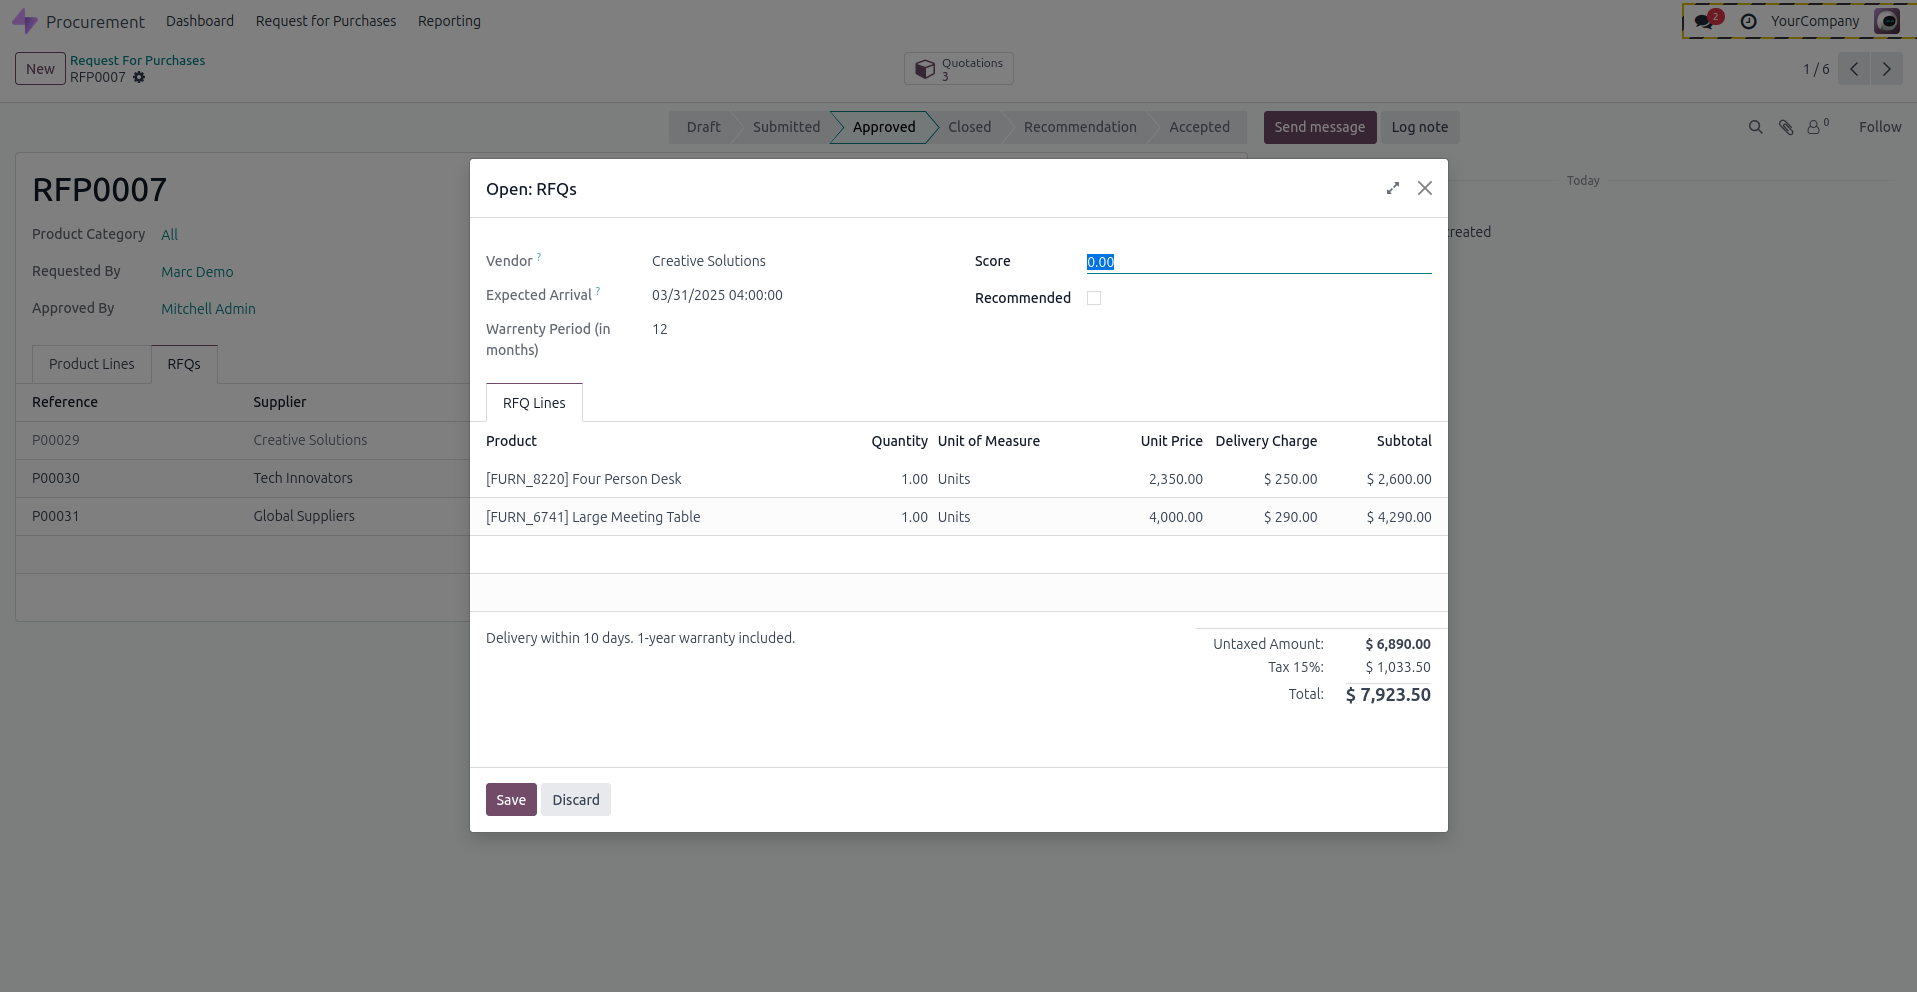 Procurement Dashboard Request for Purchases Reporting 2 YourCompany
New Request For Purchases RFP0007 Quotations 3 1 / 6
Draft Submitted Approved Closed Recommendation Accepted Send message Log note 0 Follow
RFP0007
Product Category All
Requested By Marc Demo
Approved By Mitchell Admin
Product Lines RFQs
Reference Supplier
P00029 Creative Solutions
P00030 Tech Innovators
P00031 Global Suppliers
Today
created
Open: RFQs
Vendor ? Creative Solutions Score 0.00
Expected Arrival ? 03/31/2025 04:00:00 Recommended
Warrenty Period (in 12
months)
RFQ Lines
Product Quantity Unit of Measure Unit Price Delivery Charge Subtotal
[FURN_8220] Four Person Desk 1.00 Units 2,350.00 $ 250.00 $ 2,600.00
[FURN_6741] Large Meeting Table 1.00 Units 4,000.00 $ 290.00 $ 4,290.00
Delivery within 10 days. 1-year warranty included.
Untaxed Amount: $ 6,890.00
Tax 15%: $ 1,033.50
Total: $ 7,923.50
Save Discard